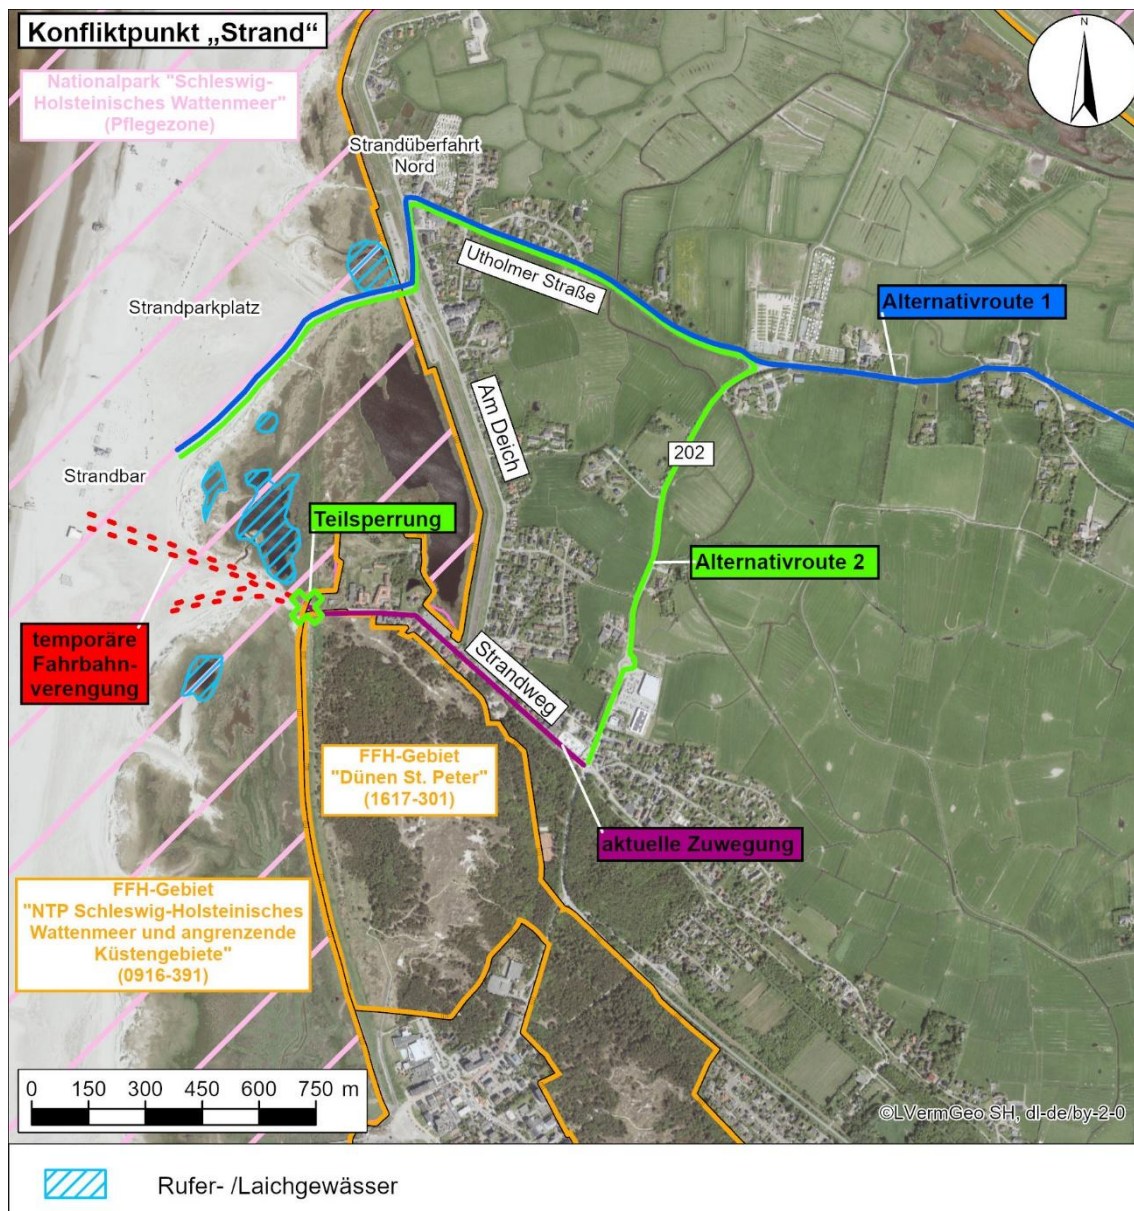 Konfliktpunkt „Strand“
N
Nationalpark "Schleswig-
Holsteinisches Wattenmeer"
(Pflegezone)
Strandüberfahrt
Nord
Utholmer Straße
Alternativroute 1
Strandparkplatz
Am Deich
202
Strandbar
Teilsperrung
Alternativroute 2
temporäre
Fahrbahn-
verengung
Strandweg
FFH-Gebiet
"Dünen St. Peter"
(1617-301)
aktuelle Zuwegung
FFH-Gebiet
"NTP Schleswig-Holsteinisches
Wattenmeer und angrenzende
Küstengebiete"
(0916-391)
0 150 300 450 600 750 m
©LVermGeo SH, dl-de/by-2-0
Rufer- /Laichgewässer